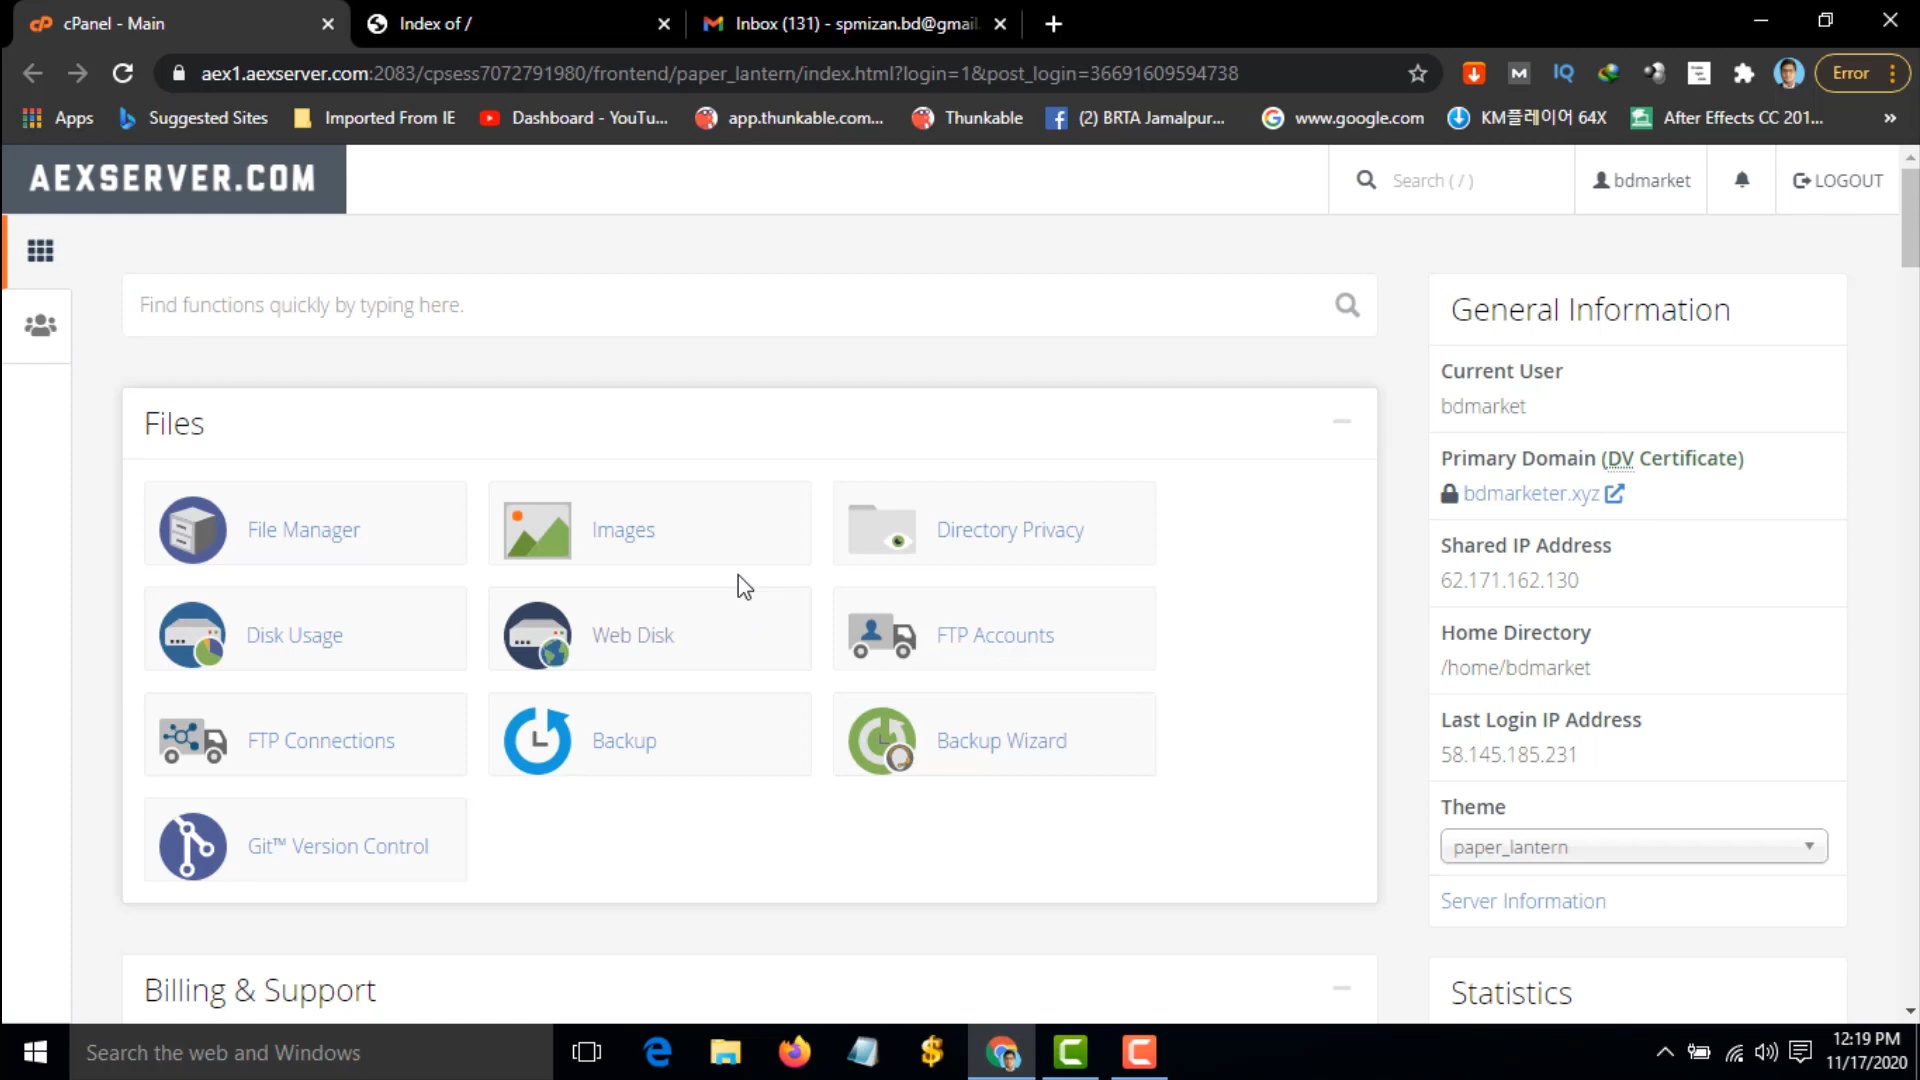 cPanel - Main
Index of /
Inbox (131) - spmizan.bd@gmail.
aex1.aexserver.com:2083/cpsess7072791980/frontend/paper_lantern/index.html?login=1&post_login=36691609594738
Error
Apps
Suggested Sites
Imported From IE
Dashboard - YouTu...
app.thunkable.com...
Thunkable
(2) BRTA Jamalpur...
www.google.com
KM플레이어 64X
After Effects CC 201...
»
AEXSERVER.COM
Search ( / )
bdmarket
LOGOUT
Find functions quickly by typing here.
Files
File Manager
Images
Directory Privacy
Disk Usage
Web Disk
FTP Accounts
FTP Connections
Backup
Backup Wizard
Git™ Version Control
Billing & Support
General Information
Current User
bdmarket
Primary Domain (DV Certificate)
bdmarketer.xyz
Shared IP Address
62.171.162.130
Home Directory
/home/bdmarket
Last Login IP Address
58.145.185.231
Theme
paper_lantern
Server Information
Statistics
Search the web and Windows
12:19 PM
11/17/2020